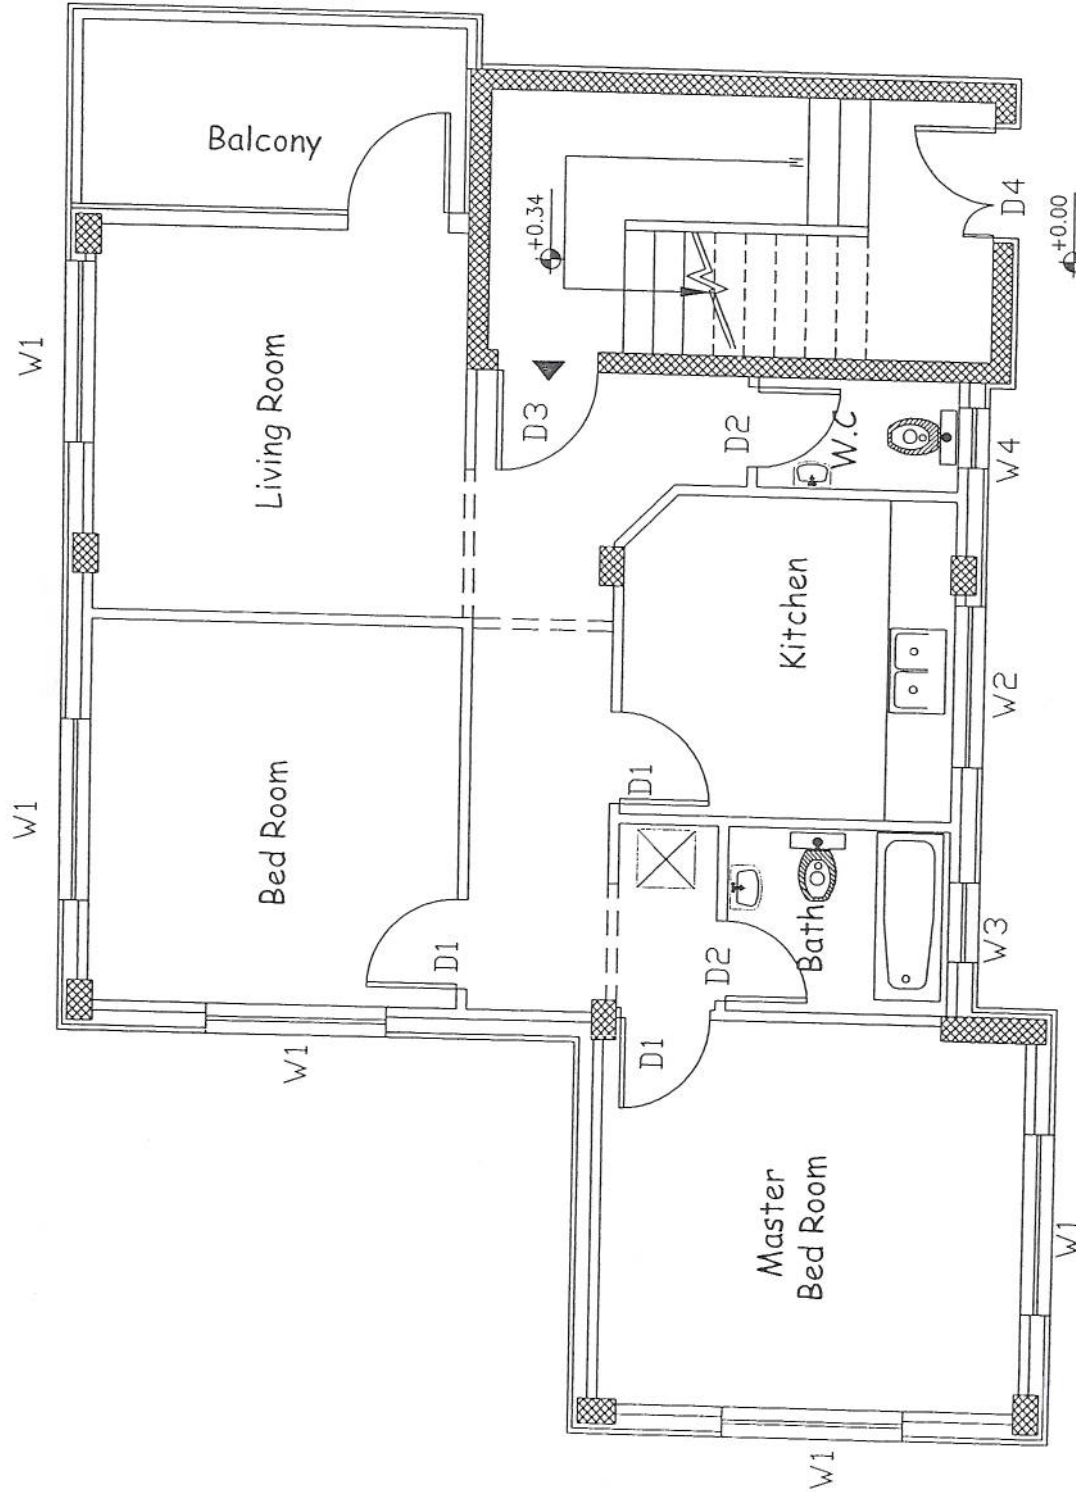 Balcony
W1
Living Room
+0.34
D4
+0.00
D3
D2
W.C
W4
Kitchen
W2
D1
W1
Bed Room
D1
D2
Bath
W3
W1
D1
Master
Bed Room
W1
W1